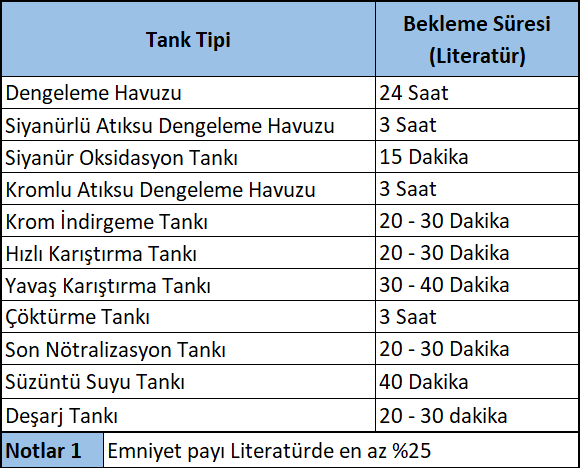 Tank Tipi Bekleme Süresi
(Literatür)
Dengeleme Havuzu 24 Saat
Siyanürlü Atıksu Dengeleme Havuzu 3 Saat
Siyanür Oksidasyon Tankı 15 Dakika
Kromlu Atıksu Dengeleme Havuzu 3 Saat
Krom İndirgeme Tankı 20 - 30 Dakika
Hızlı Karıştırma Tankı 20 - 30 Dakika
Yavaş Karıştırma Tankı 30 - 40 Dakika
Çöktürme Tankı 3 Saat
Son Nötralizasyon Tankı 20 - 30 Dakika
Süzüntü Suyu Tankı 40 Dakika
Deşarj Tankı 20 - 30 dakika
Notlar 1 Emniyet payı Literatürde en az %25